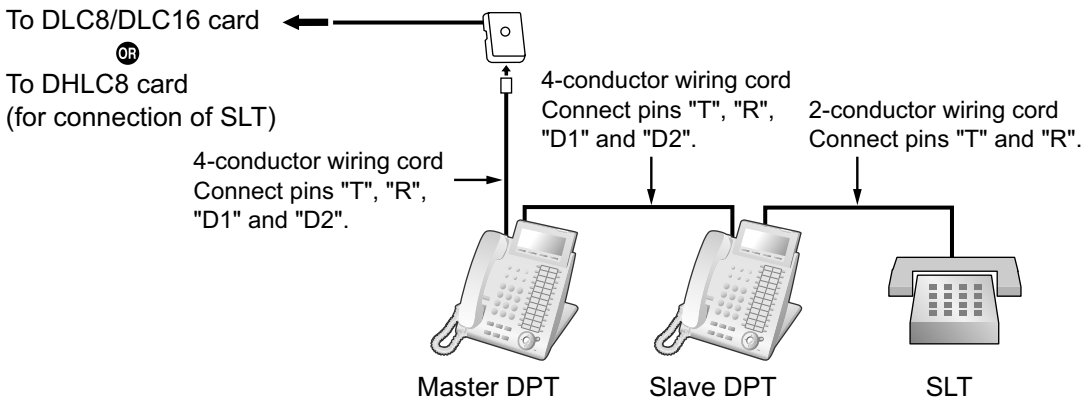 To DLC8/DLC16 card
OR
To DHLC8 card
(for connection of SLT)
4-conductor wiring cord
Connect pins "T", "R",
"D1" and "D2".
4-conductor wiring cord
Connect pins "T", "R",
"D1" and "D2".
2-conductor wiring cord
Connect pins "T" and "R".
Master DPT
Slave DPT
SLT